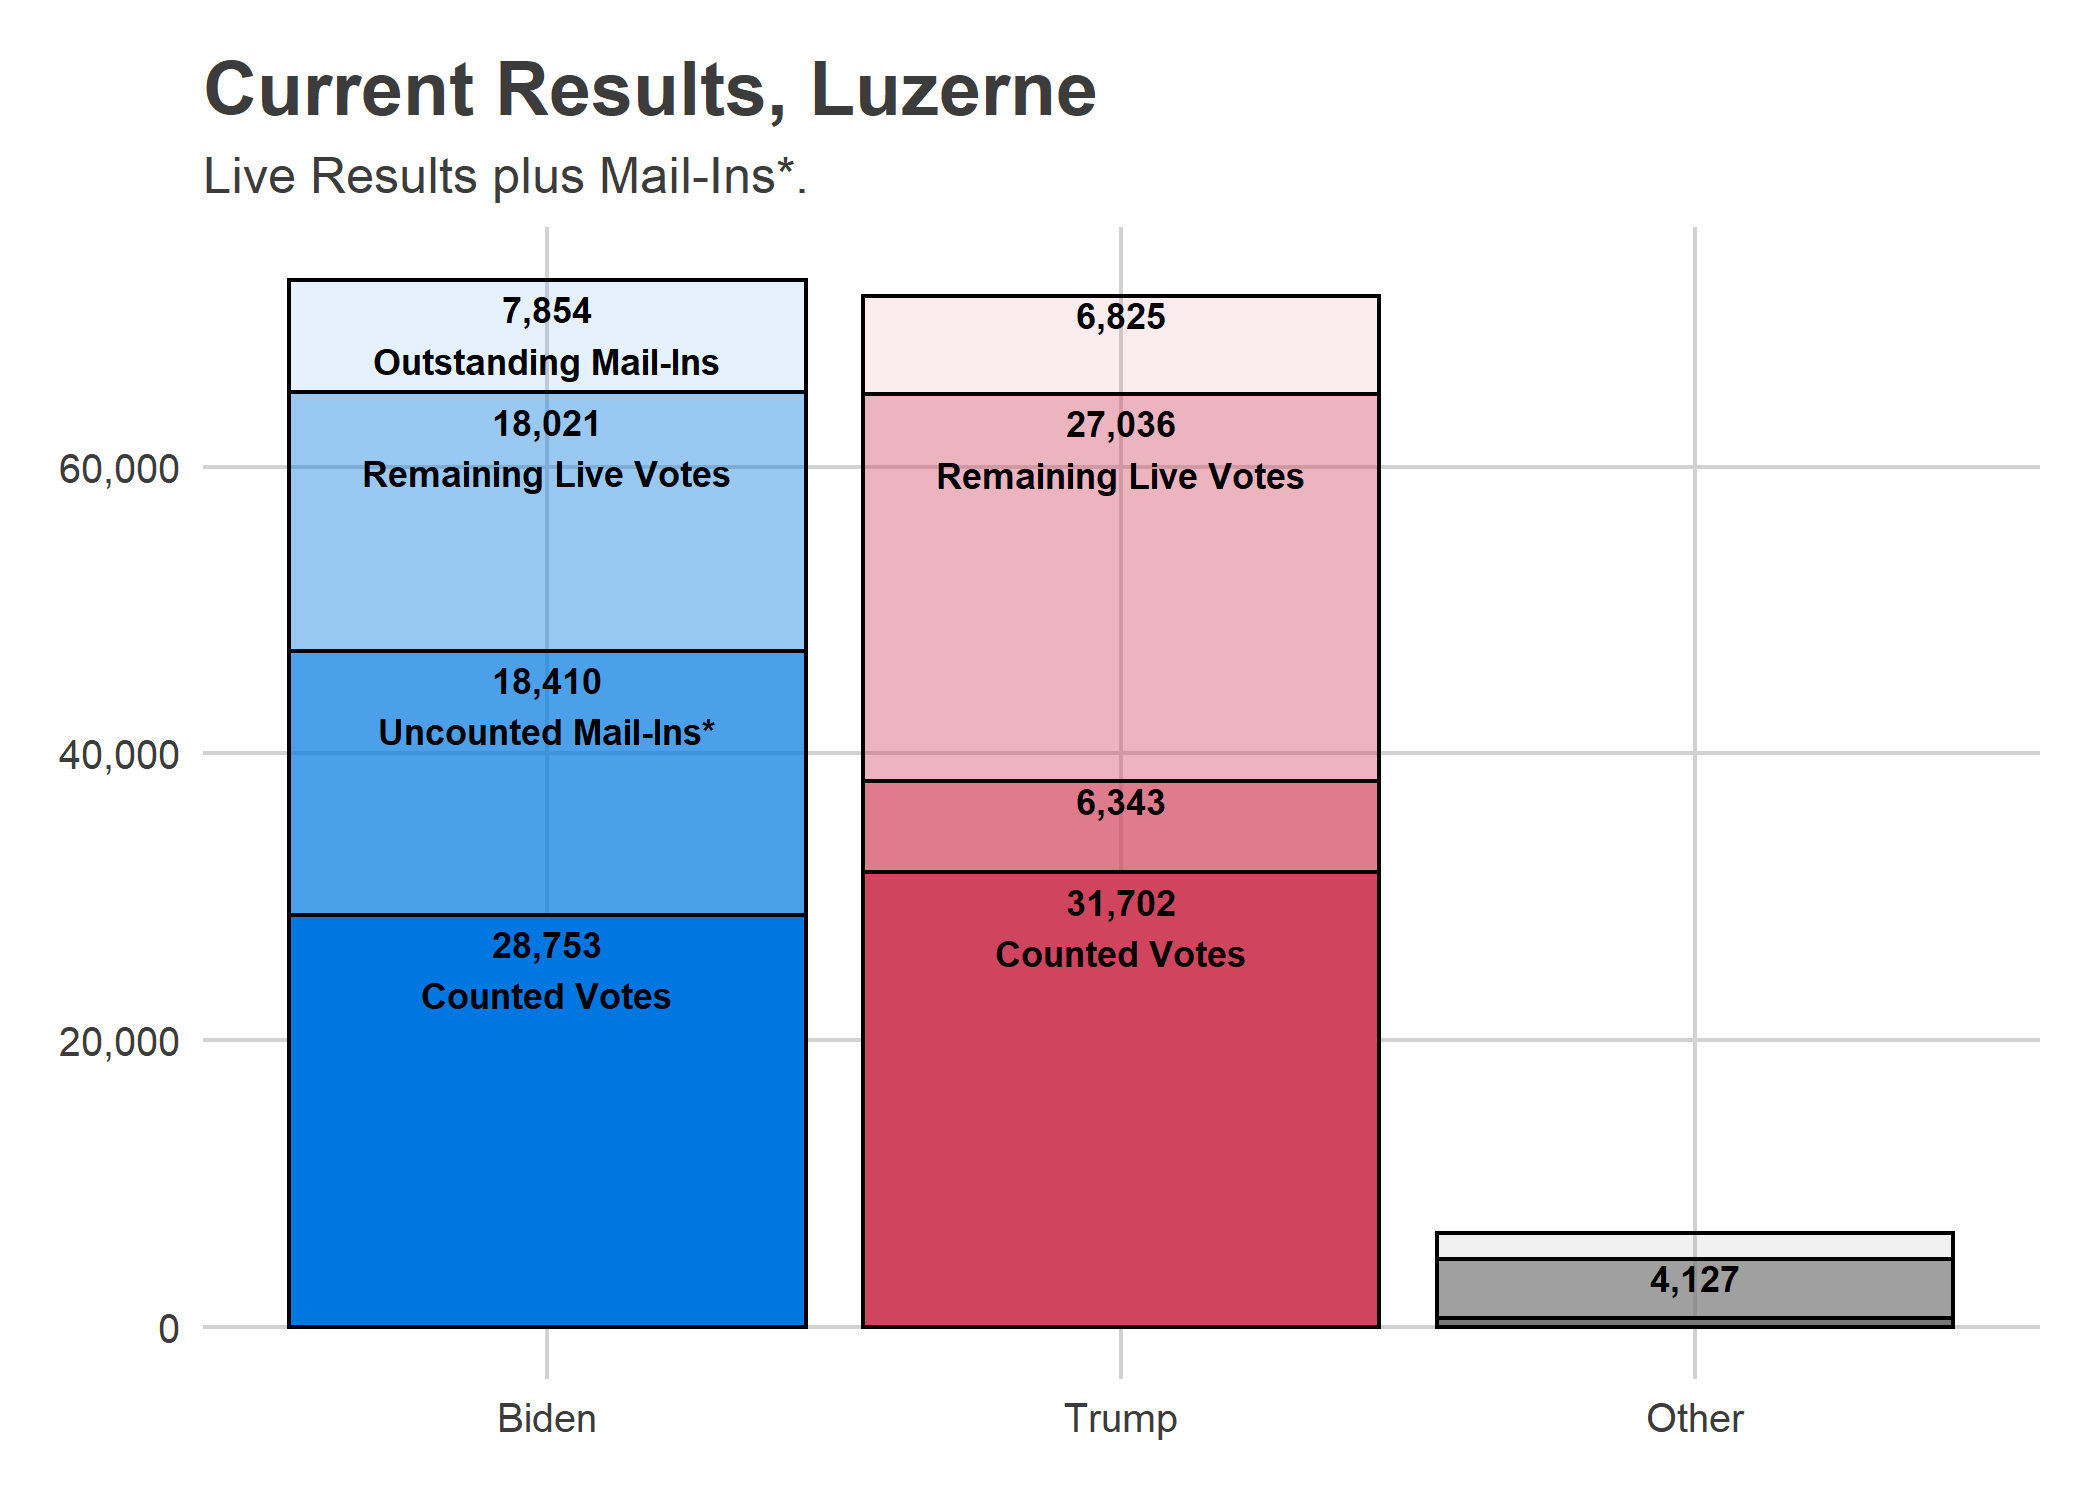 Current Results, Luzerne
Live Results plus Mail-Ins*.
7,854
Outstanding Mail-Ins
18,021
Remaining Live Votes
18,410
Uncounted Mail-Ins*
28,753
Counted Votes
6,825
27,036
Remaining Live Votes
6,343
31,702
Counted Votes
4,127
60,000
40,000
20,000
0
Biden
Trump
Other